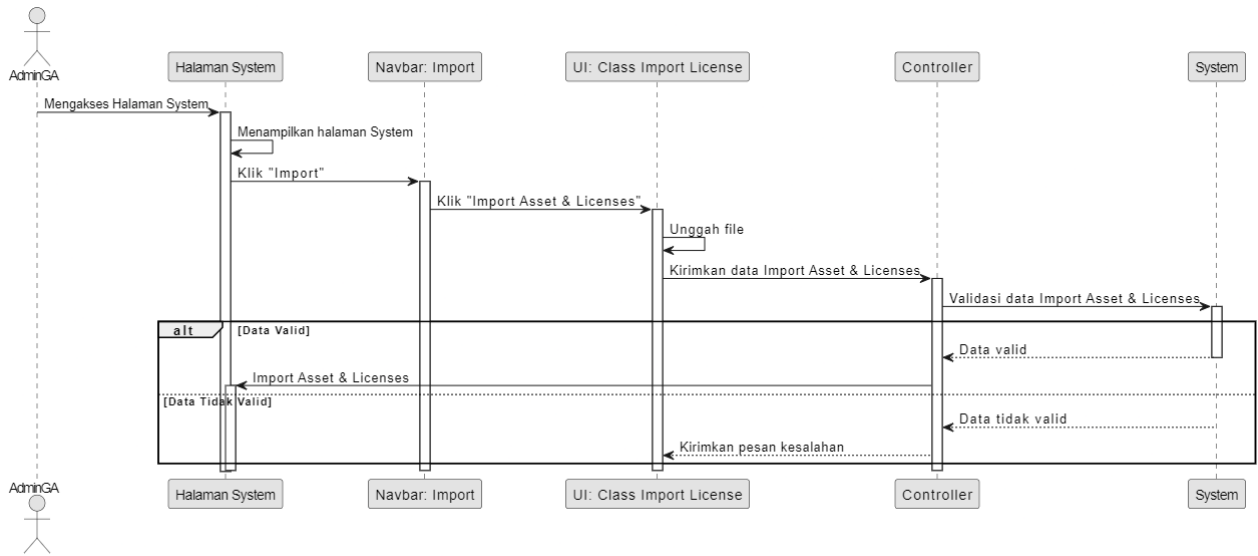 AdminGA
Halaman System
Navbar: Import
UI: Class Import License
Controller
System
Mengakses Halaman System
Menampilkan halaman System
Klik "Import"
Klik "Import Asset & Licenses"
Unggah file
Kirimkan data Import Asset & Licenses
Validasi data Import Asset & Licenses
alt
[Data Valid]
Data valid
Import Asset & Licenses
[Data Tidak Valid]
Data tidak valid
Kirimkan pesan kesalahan
AdminGA
Halaman System
Navbar: Import
UI: Class Import License
Controller
System